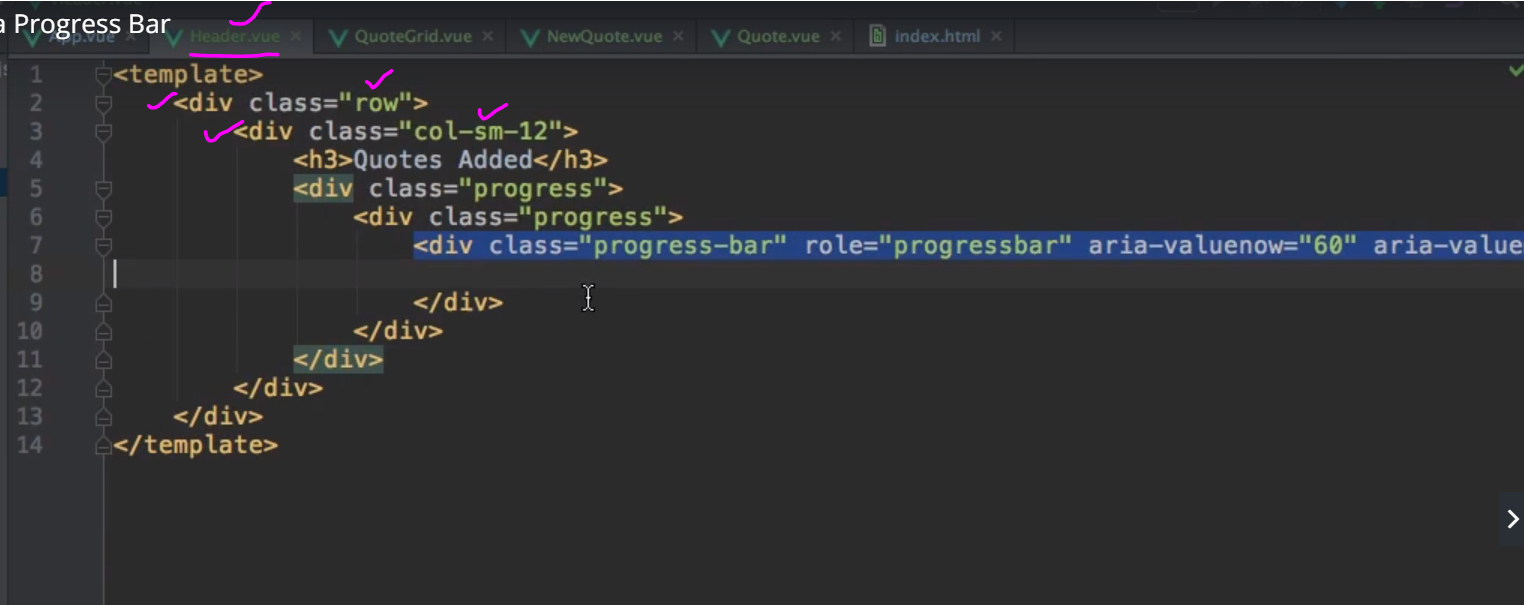 a Progress Bar
App.vue × Header.vue × QuoteGrid.vue × NewQuote.vue × Quote.vue × index.html ×
1 <template>
2 <div class="row">
3 <div class="col-sm-12">
4 <h3>Quotes Added</h3>
5 <div class="progress">
6 <div class="progress">
7 <div class="progress-bar" role="progressbar" aria-valuenow="60" aria-value
8
9 </div>
10 </div>
11 </div>
12 </div>
13 </div>
14 </template>